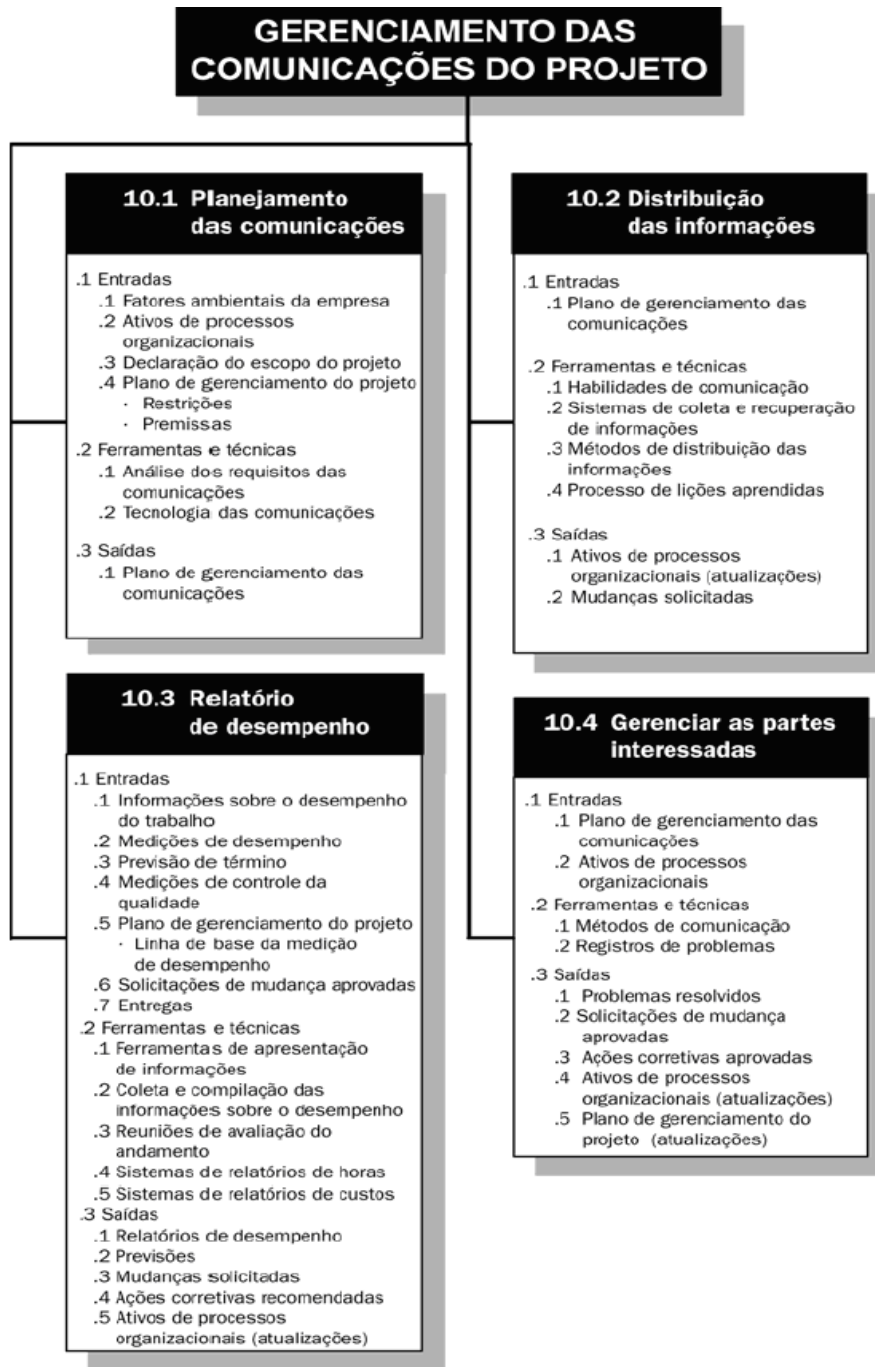 GERENCIAMENTO DAS
COMUNICAÇÕES DO PROJETO
10.1 Planejamento
das comunicações
.1 Entradas
.1 Fatores ambientais da empresa
.2 Ativos de processos
organizacionais
.3 Declaração do escopo do projeto
.4 Plano de gerenciamento do projeto
· Restrições
· Premissas
.2 Ferramentas e técnicas
.1 Análise dos requisitos das
comunicações
.2 Tecnologia das comunicações
.3 Saídas
.1 Plano de gerenciamento das
comunicações
10.2 Distribuição
das informações
.1 Entradas
.1 Plano de gerenciamento das
comunicações
.2 Ferramentas e técnicas
.1 Habilidades de comunicação
.2 Sistemas de coleta e recuperação
de informações
.3 Métodos de distribuição das
informações
.4 Processo de lições aprendidas
.3 Saídas
.1 Ativos de processos
organizacionais (atualizações)
.2 Mudanças solicitadas
10.3 Relatório
de desempenho
.1 Entradas
.1 Informações sobre o desempenho
do trabalho
.2 Medições de desempenho
.3 Previsão de término
.4 Medições de controle da
qualidade
.5 Plano de gerenciamento do projeto
· Linha de base da medição
de desempenho
.6 Solicitações de mudança aprovadas
.7 Entregas
.2 Ferramentas e técnicas
.1 Ferramentas de apresentação
de informações
.2 Coleta e compilação das
informações sobre o desempenho
.3 Reuniões de avaliação do
andamento
.4 Sistemas de relatórios de horas
.5 Sistemas de relatórios de custos
.3 Saídas
.1 Relatórios de desempenho
.2 Previsões
.3 Mudanças solicitadas
.4 Ações corretivas recomendadas
.5 Ativos de processos
organizacionais (atualizações)
10.4 Gerenciar as partes
interessadas
.1 Entradas
.1 Plano de gerenciamento das
comunicações
.2 Ativos de processos
organizacionais
.2 Ferramentas e técnicas
.1 Métodos de comunicação
.2 Registros de problemas
.3 Saídas
.1 Problemas resolvidos
.2 Solicitações de mudança
aprovadas
.3 Ações corretivas aprovadas
.4 Ativos de processos
organizacionais (atualizações)
.5 Plano de gerenciamento do
projeto (atualizações)